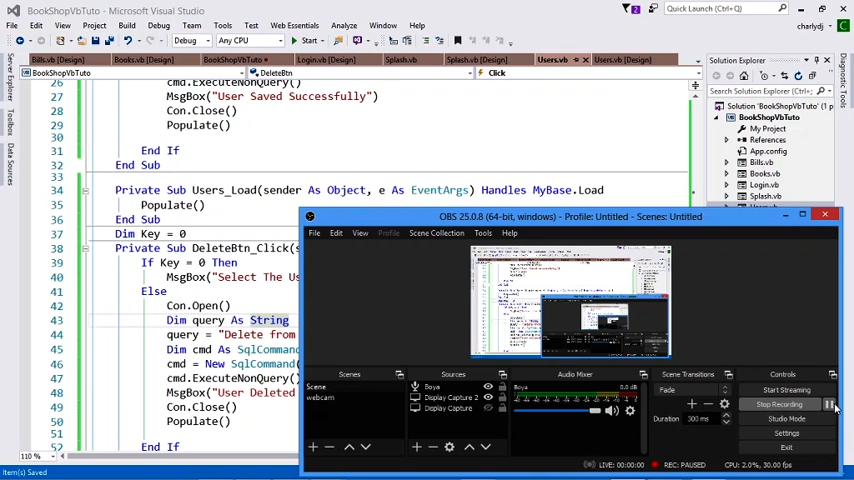 BookShopVbTuto - Microsoft Visual Studio
Quick Launch (Ctrl+Q)
File Edit View Project Build Debug Team Tools Test Web Essentials Analyze Window Help
charlydj
Debug Any CPU Start
Bills.vb [Design] Books.vb [Design] BookShopVbTuto Login.vb [Design] Splash.vb Splash.vb [Design] Users.vb Users.vb [Design]
BookShopVbTuto DeleteBtn Click
Server Explorer
Toolbox
Data Sources
26 cmd.ExecuteNonQuery()
27 MsgBox("User Saved Successfully")
28 Con.Close()
29 Populate()
30
31 End If
32 End Sub
33
34 Private Sub Users_Load(sender As Object, e As EventArgs) Handles MyBase.Load
35 Populate()
36 End Sub
37 Dim Key = 0
38 Private Sub DeleteBtn_Click(s
39 If Key = 0 Then
40 MsgBox("Select The Us
41 Else
42 Con.Open()
43 Dim query As String
44 query = "Delete from
45 Dim cmd As SqlCommand
46 cmd = New SqlCommand(
47 cmd.ExecuteNonQuery()
48 MsgBox("User Deleted
49 Con.Close()
50 Populate()
51
52 End If
110 %
Item(s) Saved
Solution Explorer
Search Solution Explorer
Solution 'BookShopVbTuto' (1 p
BookShopVbTuto
My Project
References
App.config
Bills.vb
Books.vb
Login.vb
Splash.vb
Diagnostic Tools
OBS 25.0.8 (64-bit, windows) - Profile: Untitled - Scenes: Untitled
File Edit View Profile Scene Collection Tools Help
Scenes Sources Audio Mixer Scene Transitions Controls
Scene
webcam
Boya
Display Capture
Display Capture
Boya 0.0 dB
Fade
Duration 300 ms
Start Streaming
Stop Recording
Studio Mode
Settings
Exit
LIVE: 00:00:00 REC: PAUSED CPU: 2.0%, 30.00 fps